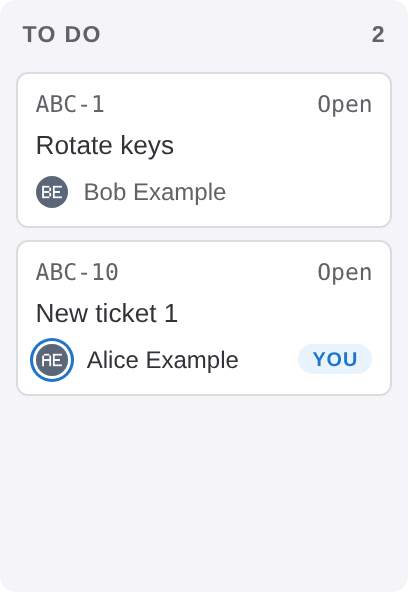 TO DO 2
ABC-1 Open
Rotate keys
BE Bob Example
ABC-10 Open
New ticket 1
AE Alice Example YOU